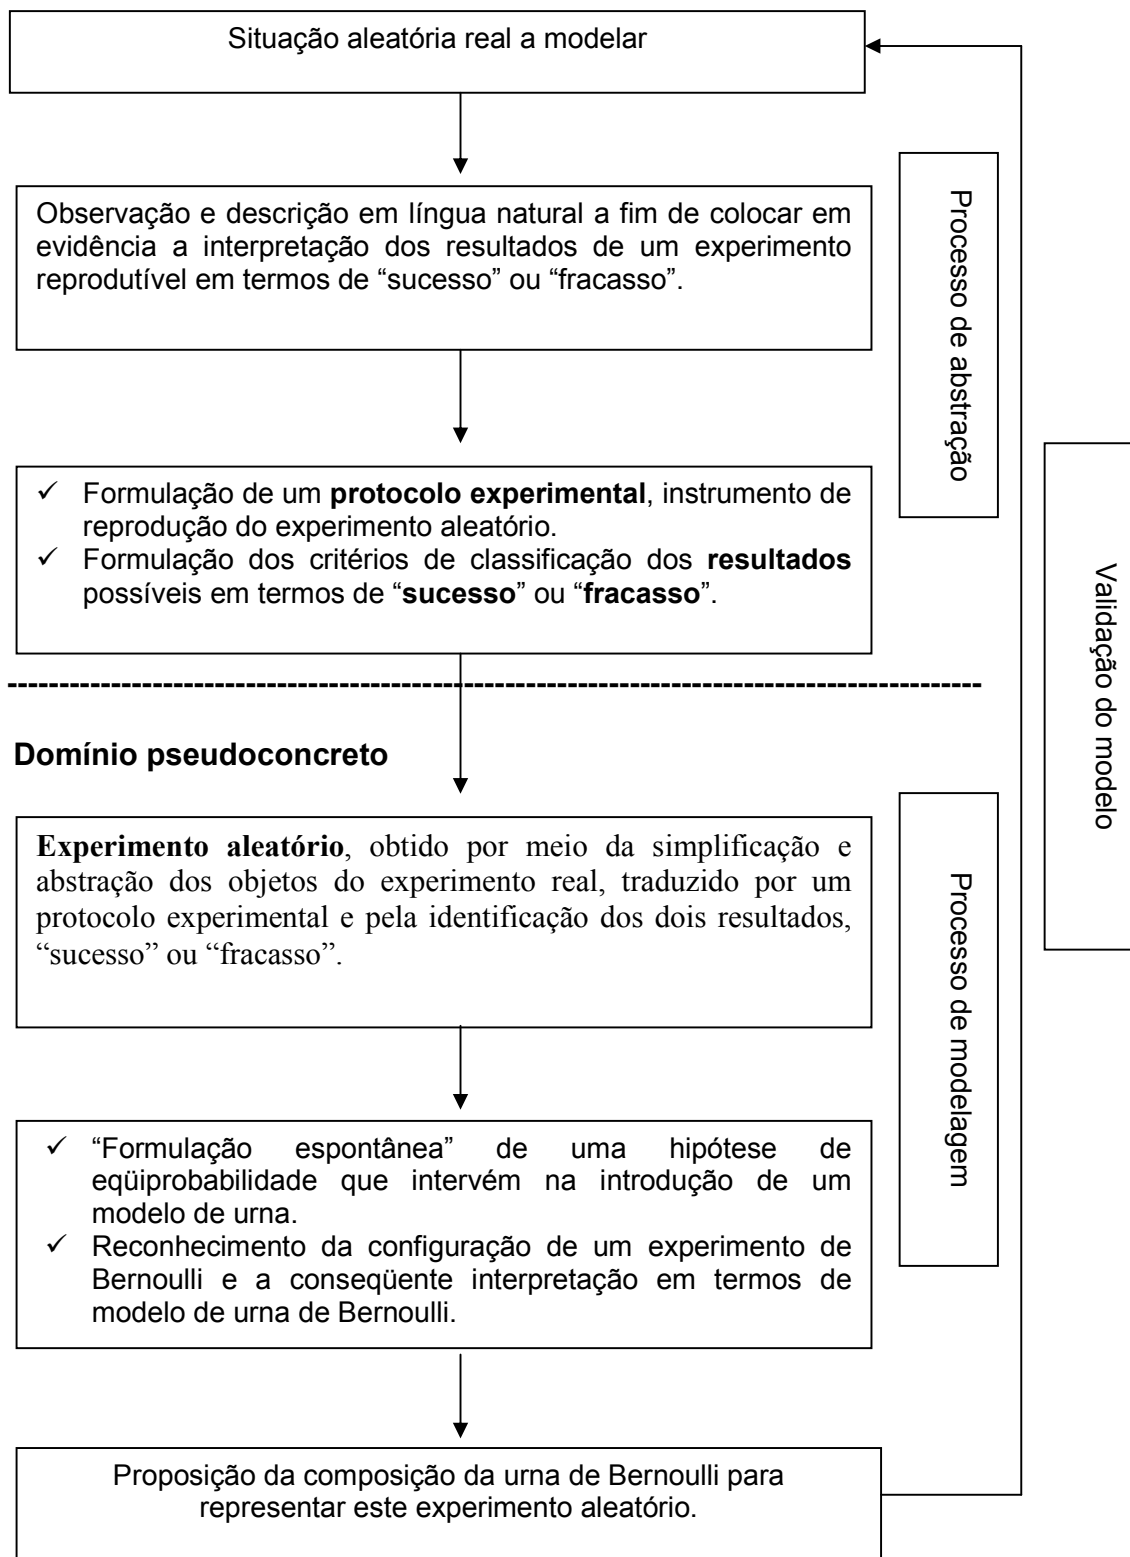 Situação aleatória real a modelar
Observação e descrição em língua natural a fim de colocar em
evidência a interpretação dos resultados de um experimento
reprodutível em termos de “sucesso” ou “fracasso”.
Processo de abstração
✓ Formulação de um protocolo experimental, instrumento de
reprodução do experimento aleatório.
✓ Formulação dos critérios de classificação dos resultados
possíveis em termos de “sucesso” ou “fracasso”.
Validação do modelo
Domínio pseudoconcreto
Experimento aleatório, obtido por meio da simplificação e
abstração dos objetos do experimento real, traduzido por um
protocolo experimental e pela identificação dos dois resultados,
“sucesso” ou “fracasso”.
Processo de modelagem
✓ “Formulação espontânea” de uma hipótese de
eqüiprobabilidade que intervém na introdução de um
modelo de urna.
✓ Reconhecimento da configuração de um experimento de
Bernoulli e a conseqüente interpretação em termos de
modelo de urna de Bernoulli.
Proposição da composição da urna de Bernoulli para
representar este experimento aleatório.